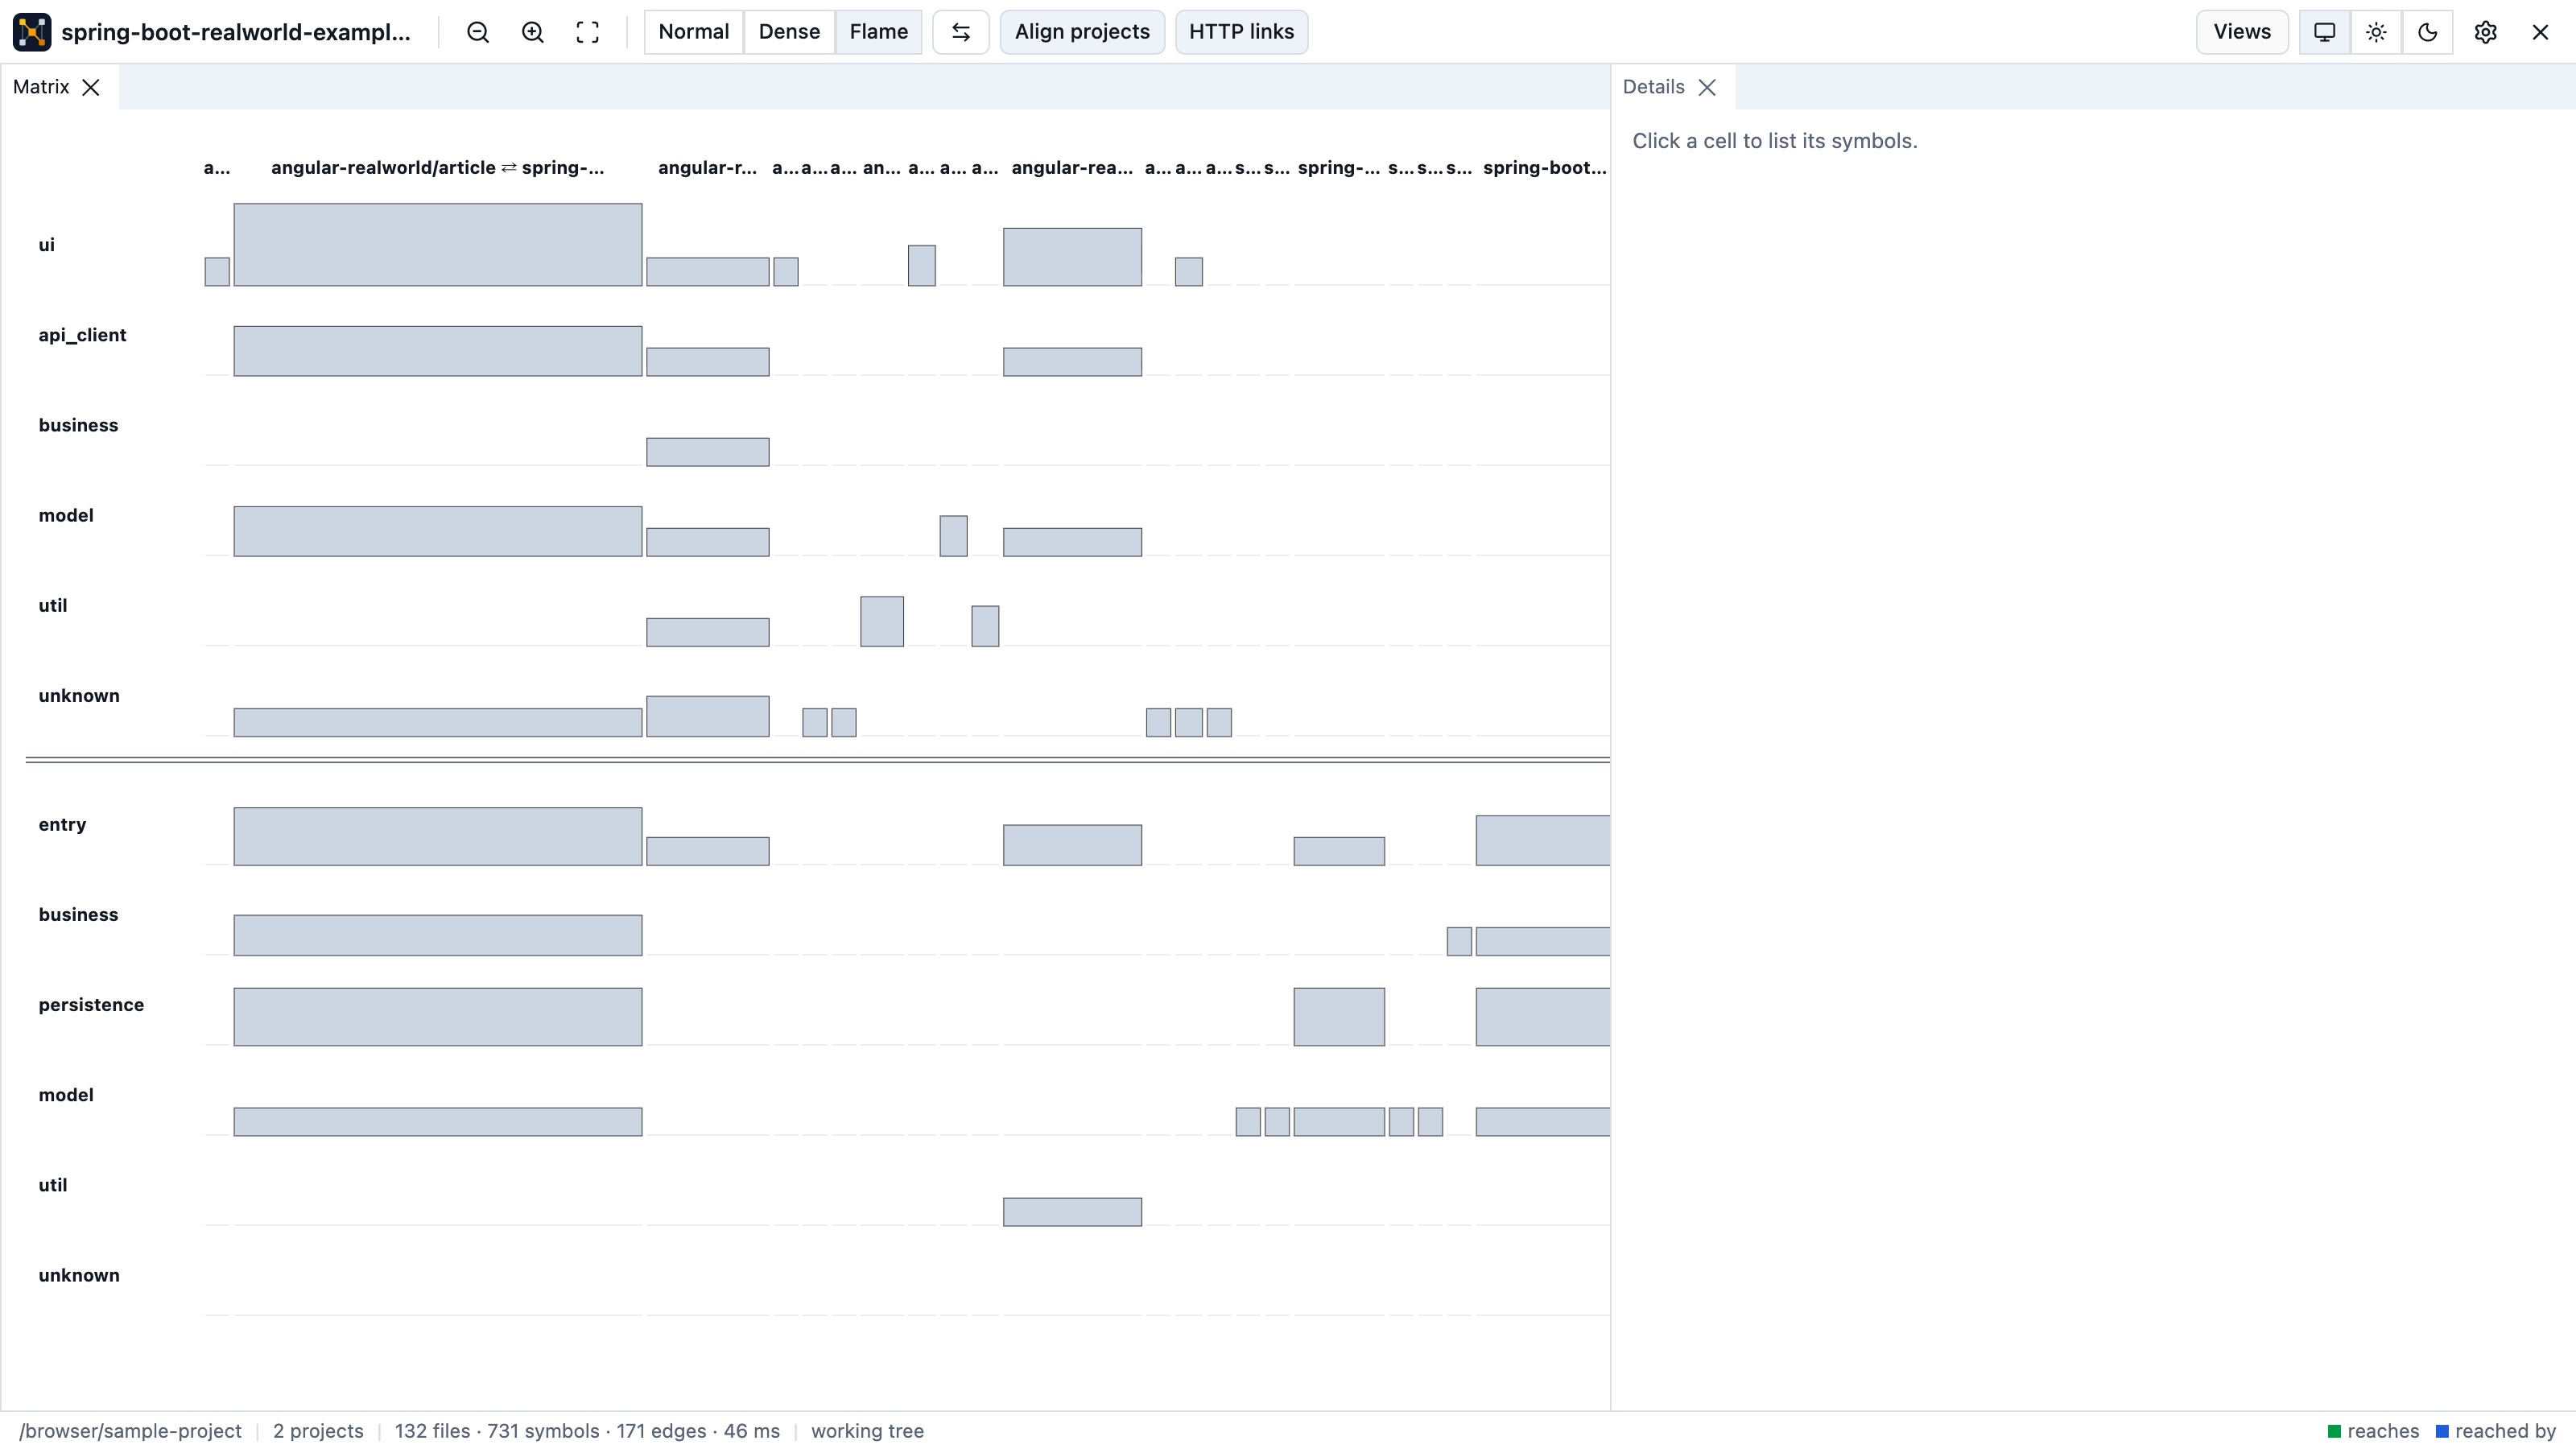 spring-boot-realworld-exampl...
Normal Dense Flame Align projects HTTP links Views
Matrix
Details
Click a cell to list its symbols.
a... angular-realworld/article ⇄ spring-... angular-r... a... a... a... an... a... a... a... angular-rea... a... a... a... s... s... spring-... s... s... s... spring-boot...
ui
api_client
business
model
util
unknown
entry
business
persistence
model
util
unknown
/browser/sample-project 2 projects 132 files · 731 symbols · 171 edges · 46 ms working tree reaches reached by